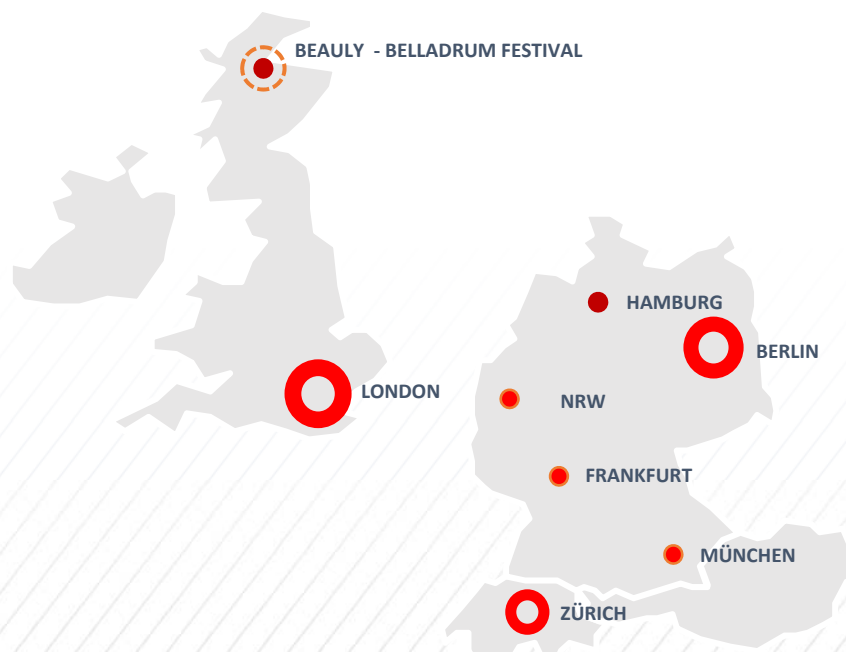 BEAULY - BELLADRUM FESTIVAL
HAMBURG
BERLIN
LONDON
NRW
FRANKFURT
MÜNCHEN
ZÜRICH